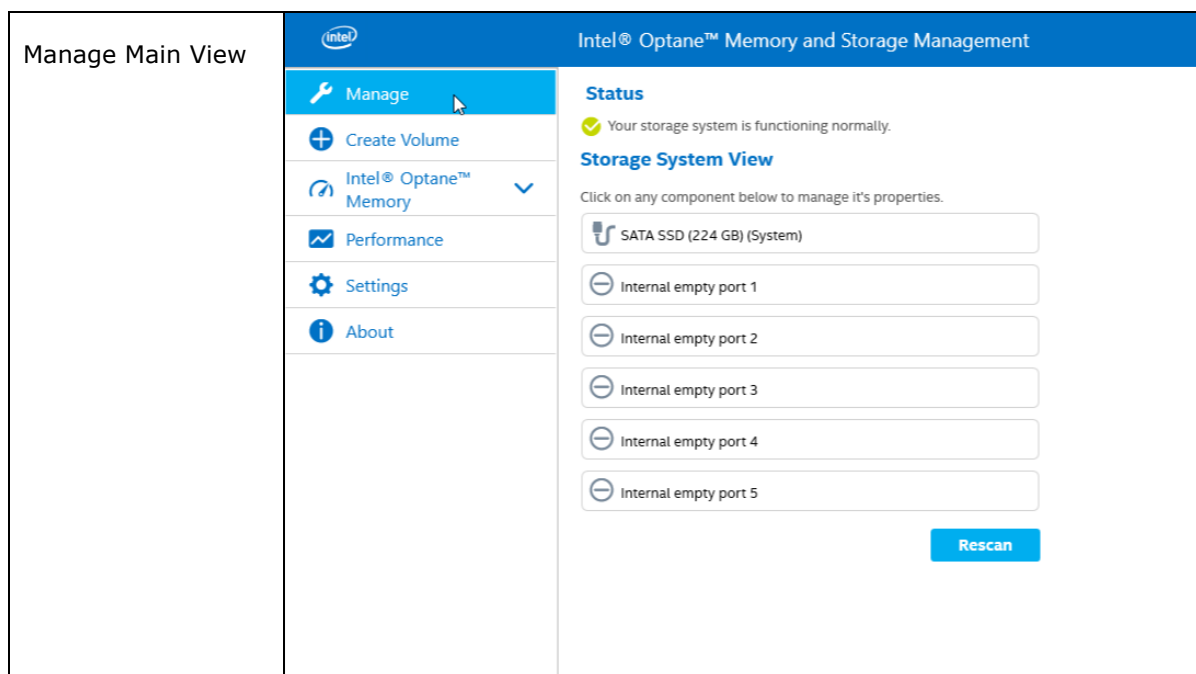 Manage Main View
intel
Intel® Optane™ Memory and Storage Management
Manage
Create Volume
Intel® Optane™
Memory
Performance
Settings
About
Status
Your storage system is functioning normally.
Storage System View
Click on any component below to manage it's properties.
SATA SSD (224 GB) (System)
Internal empty port 1
Internal empty port 2
Internal empty port 3
Internal empty port 4
Internal empty port 5
Rescan